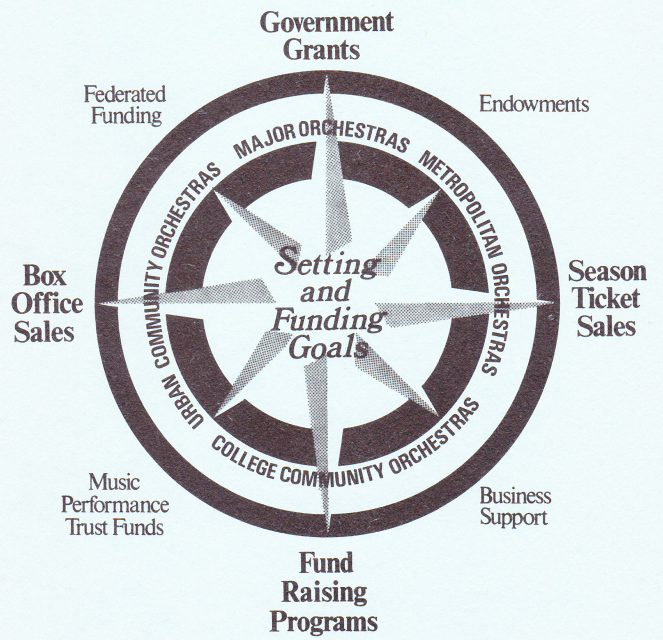 Government
Grants
Federated
Funding
Endowments
MAJOR ORCHESTRAS
METROPOLITAN ORCHESTRAS
URBAN COMMUNITY ORCHESTRAS
COLLEGE COMMUNITY ORCHESTRAS
Setting
and
Funding
Goals
Box
Office
Sales
Season
Ticket
Sales
Music
Performance
Trust Funds
Business
Support
Fund
Raising
Programs